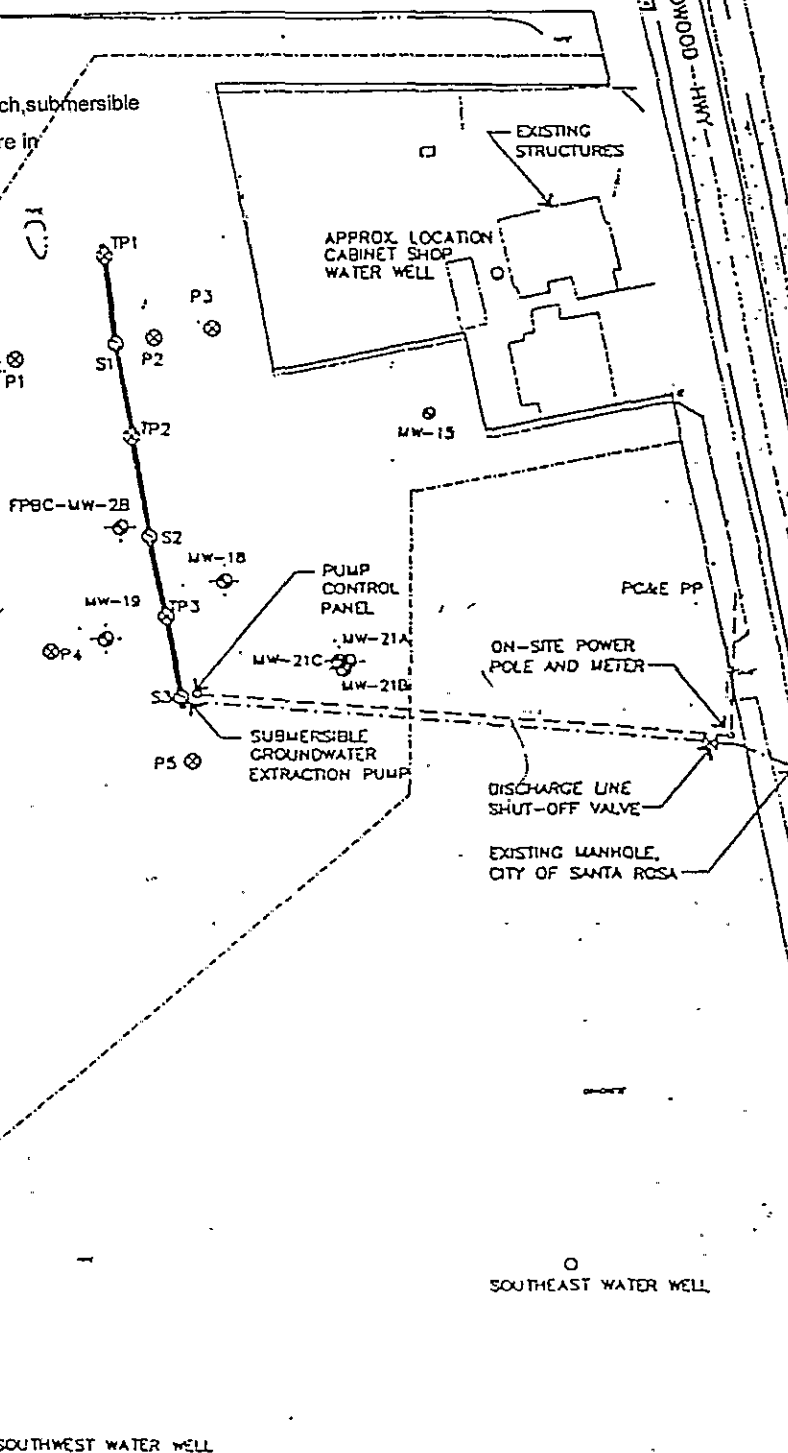 DWOOD---HWY
ch,submersible
re in
EXISTING
STRUCTURES
APPROX. LOCATION
CABINET SHOP
WATER WELL
TP1
P3
S1
P2
P1
TP2
MW-15
FPBC-MW-2B
S2
MW-18
PUMP
CONTROL
PANEL
PG&E PP
MW-19
TP3
P4
MW-21A
MW-21C
MW-21B
ON-SITE POWER
POLE AND METER
S3
SUBMERSIBLE
GROUNDWATER
EXTRACTION PUMP
P5
DISCHARGE LINE
SHUT-OFF VALVE
EXISTING MANHOLE,
CITY OF SANTA ROSA
SOUTHEAST WATER WELL
SOUTHWEST WATER WELL